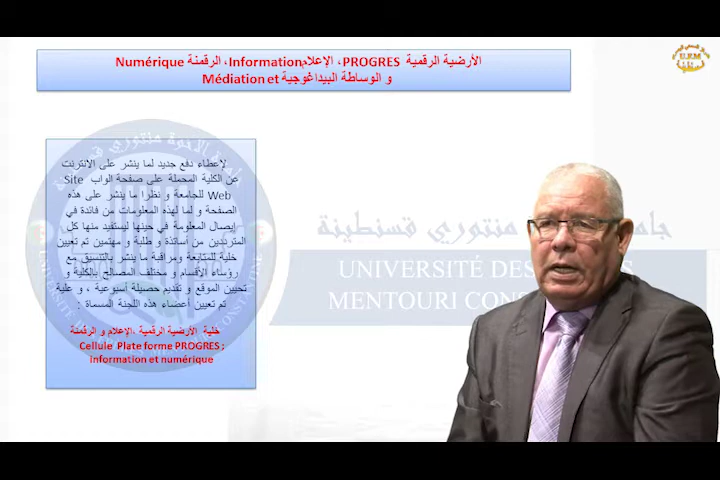 الأرضية الرقمية PROGRES، الإعلامInformation، الرقمنة Numérique
و الوساطة البيداغوجية Médiation et
U.F.M
لإعطاء دفع جديد لما ينشر على الانترنت
عن الكلية المحملة على صفحة الواب Site
Web للجامعة و نظرا ما ينشر على هذه
الصفحة و لما لهذه المعلومات من فائدة في
إيصال المعلومة في حينها ليستفيد منها كل
المترددين من أساتذة و طلبة و مهتمين تم تعيين
خلية للمتابعة ومراقبة ما ينشر بالتنسيق مع
رؤساء الأقسام و مختلف المصالح بالكلية و
تحيين الموقع و تقديم حصيلة أسبوعية ، و علية
تم تعيين أعضاء هذه اللجنة المسماة :
خلية الأرضية الرقمية ،الإعلام و الرقمنة
Cellule Plate forme PROGRES ;
Information et numérique
منتوري قسنطينة
UNIVERSITÉ DES
MENTOURI CONS